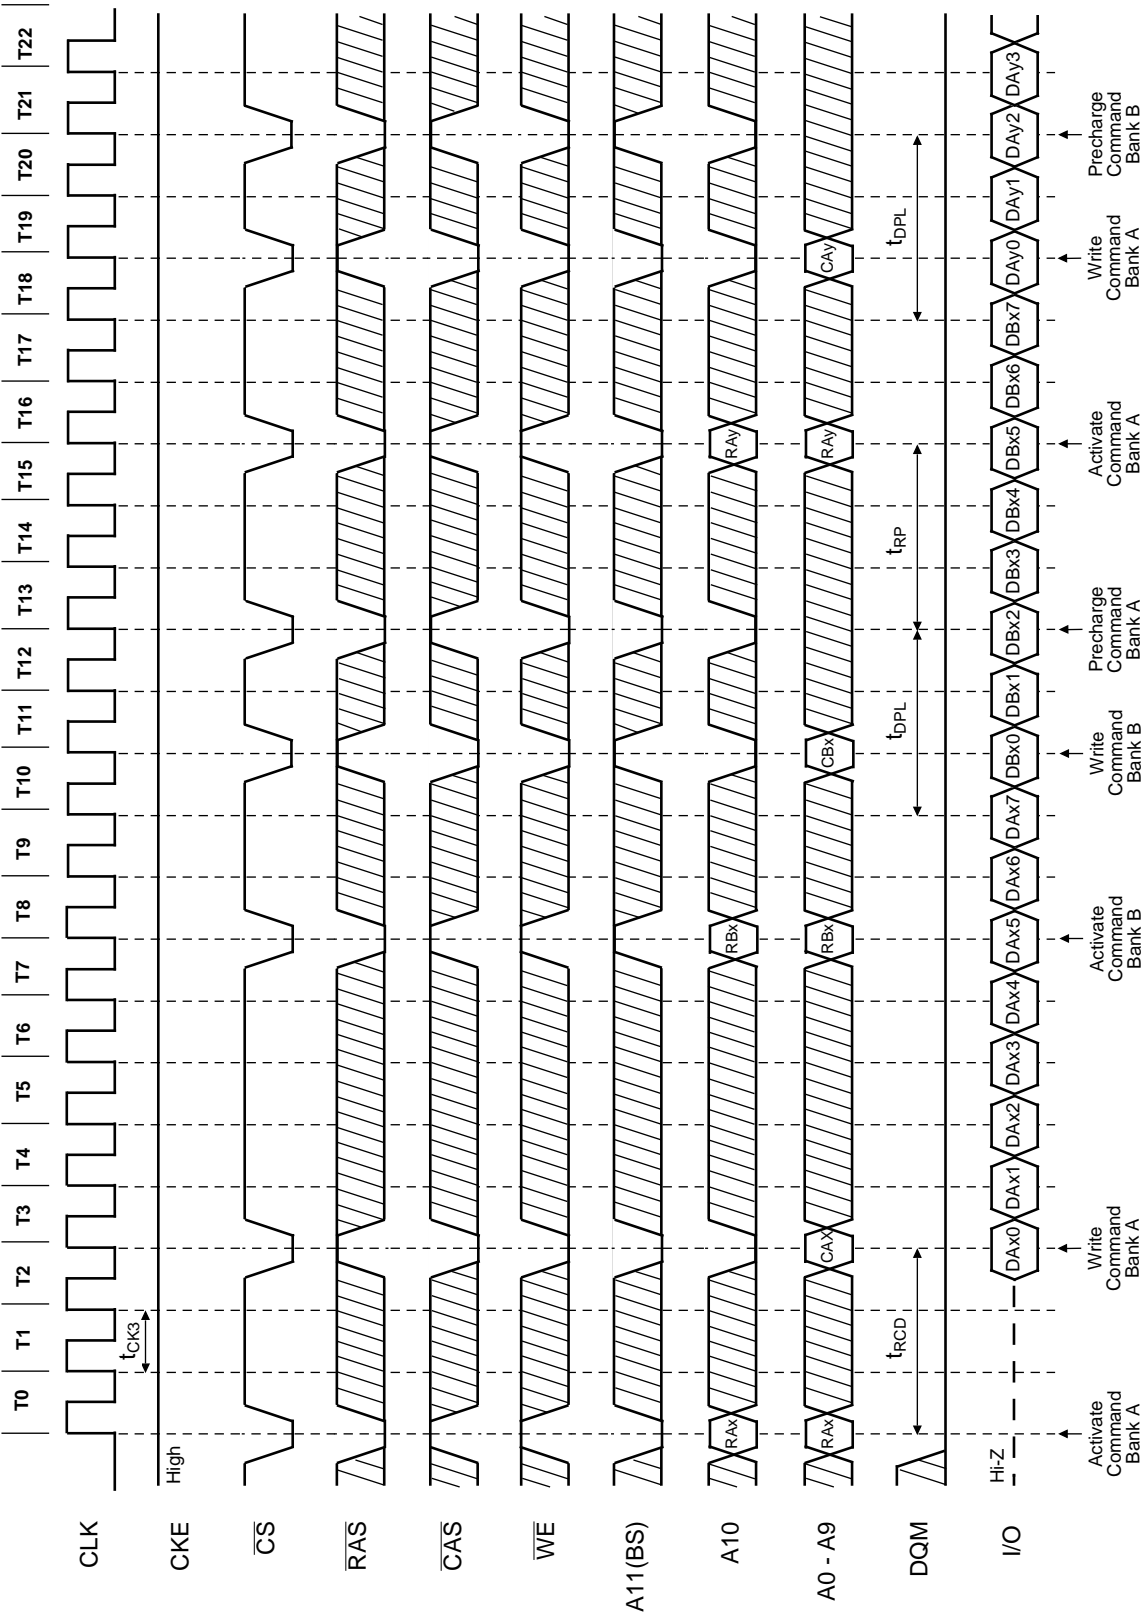 T0 T1 T2 T3 T4 T5 T6 T7 T8 T9 T10 T11 T12 T13 T14 T15 T16 T17 T18 T19 T20 T21 T22
CLK
tCK3
CKE
High
CS
RAS
CAS
WE
A11(BS)
A10
RAx RBx RAy
A0 - A9
RAx CAX RBx CBx RAy CAy
DQM
tRCD tDPL tRP tDPL
I/O
Hi-Z
DAx0 DAx1 DAx2 DAx3 DAx4 DAx5 DAx6 DAx7 DBx0 DBx1 DBx2 DBx3 DBx4 DBx5 DBx6 DBx7 DAy0 DAy1 DAy2 DAy3
Activate
Command
Bank A
Write
Command
Bank A
Activate
Command
Bank B
Write
Command
Bank B
Precharge
Command
Bank A
Activate
Command
Bank A
Write
Command
Bank A
Precharge
Command
Bank B